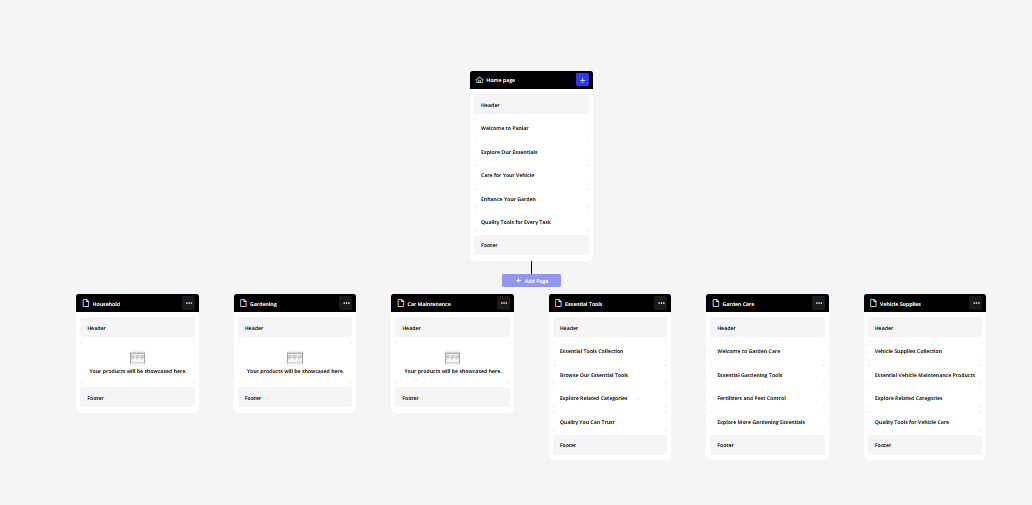 Home page
Header
Welcome to Paniar
Explore Our Essentials
Care for Your Vehicle
Enhance Your Garden
Quality Tools for Every Task
Footer
Add Page
Household
Header
Your products will be showcased here.
Footer
Gardening
Header
Your products will be showcased here.
Footer
Car Maintenance
Header
Your products will be showcased here.
Footer
Essential Tools
Header
Essential Tools Collection
Browse Our Essential Tools
Explore Related Categories
Quality You Can Trust
Footer
Garden Care
Header
Welcome to Garden Care
Essential Gardening Tools
Fertilizers and Pest Control
Explore More Gardening Essentials
Footer
Vehicle Supplies
Header
Vehicle Supplies Collection
Essential Vehicle Maintenance Products
Explore Related Categories
Quality Tools for Vehicle Care
Footer